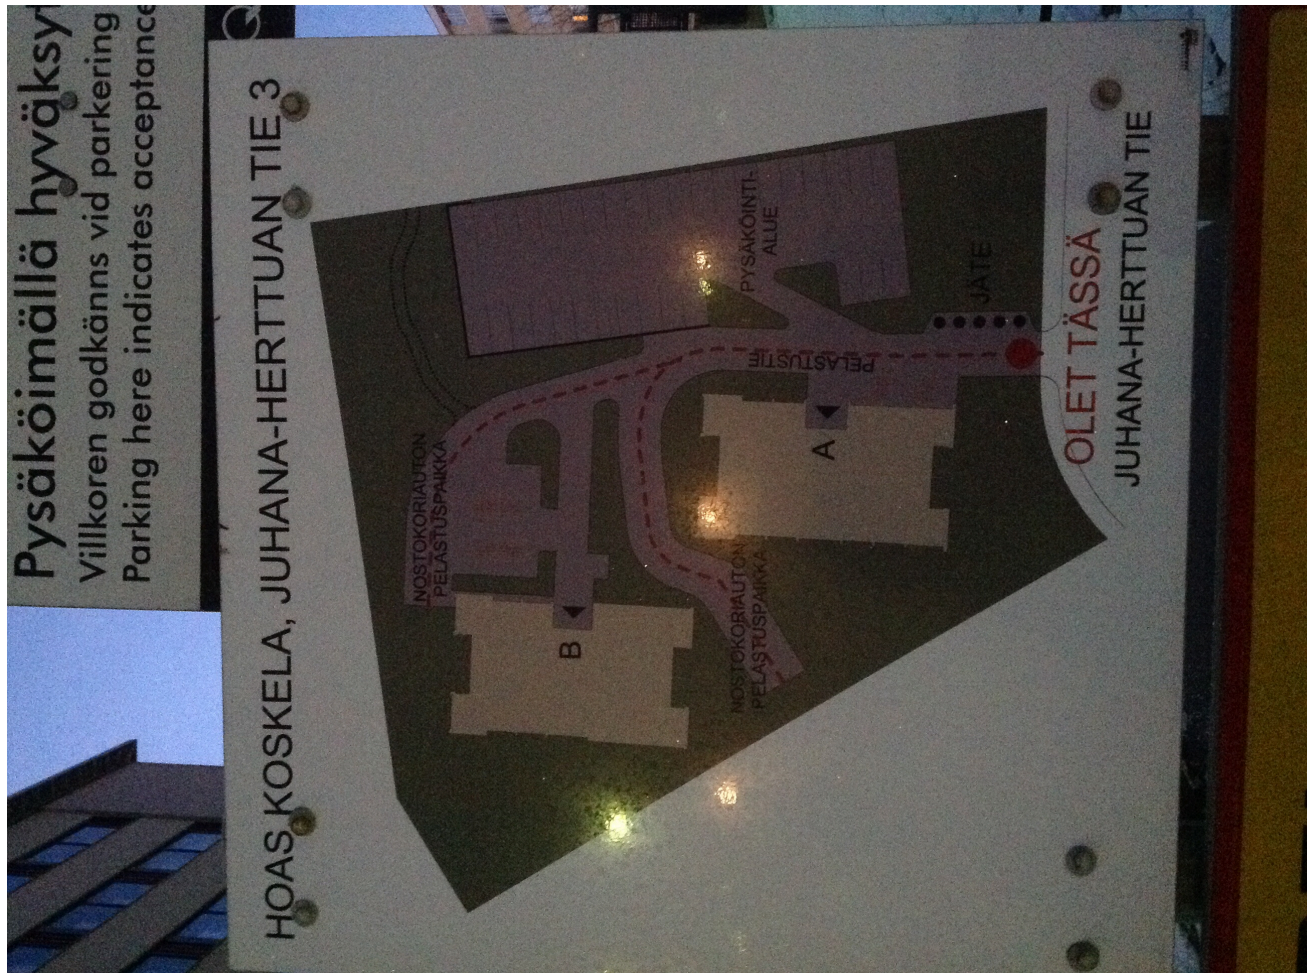 Pysäköimällä hyväksy
Villkoren godkänns vid parkering
Parking here indicates acceptance
HOAS KOSKELA, JUHANA-HERTTUAN TIE 3
NOSTOKORIAUTON
PELASTUSPAIKKA
B
PYSÄKÖINTI-
ALUE
PELASTUSTIE
A
NOSTOKORIAUTON
PELASTUSPAIKKA
JÄTE
OLET TÄSSÄ
JUHANA-HERTTUAN TIE